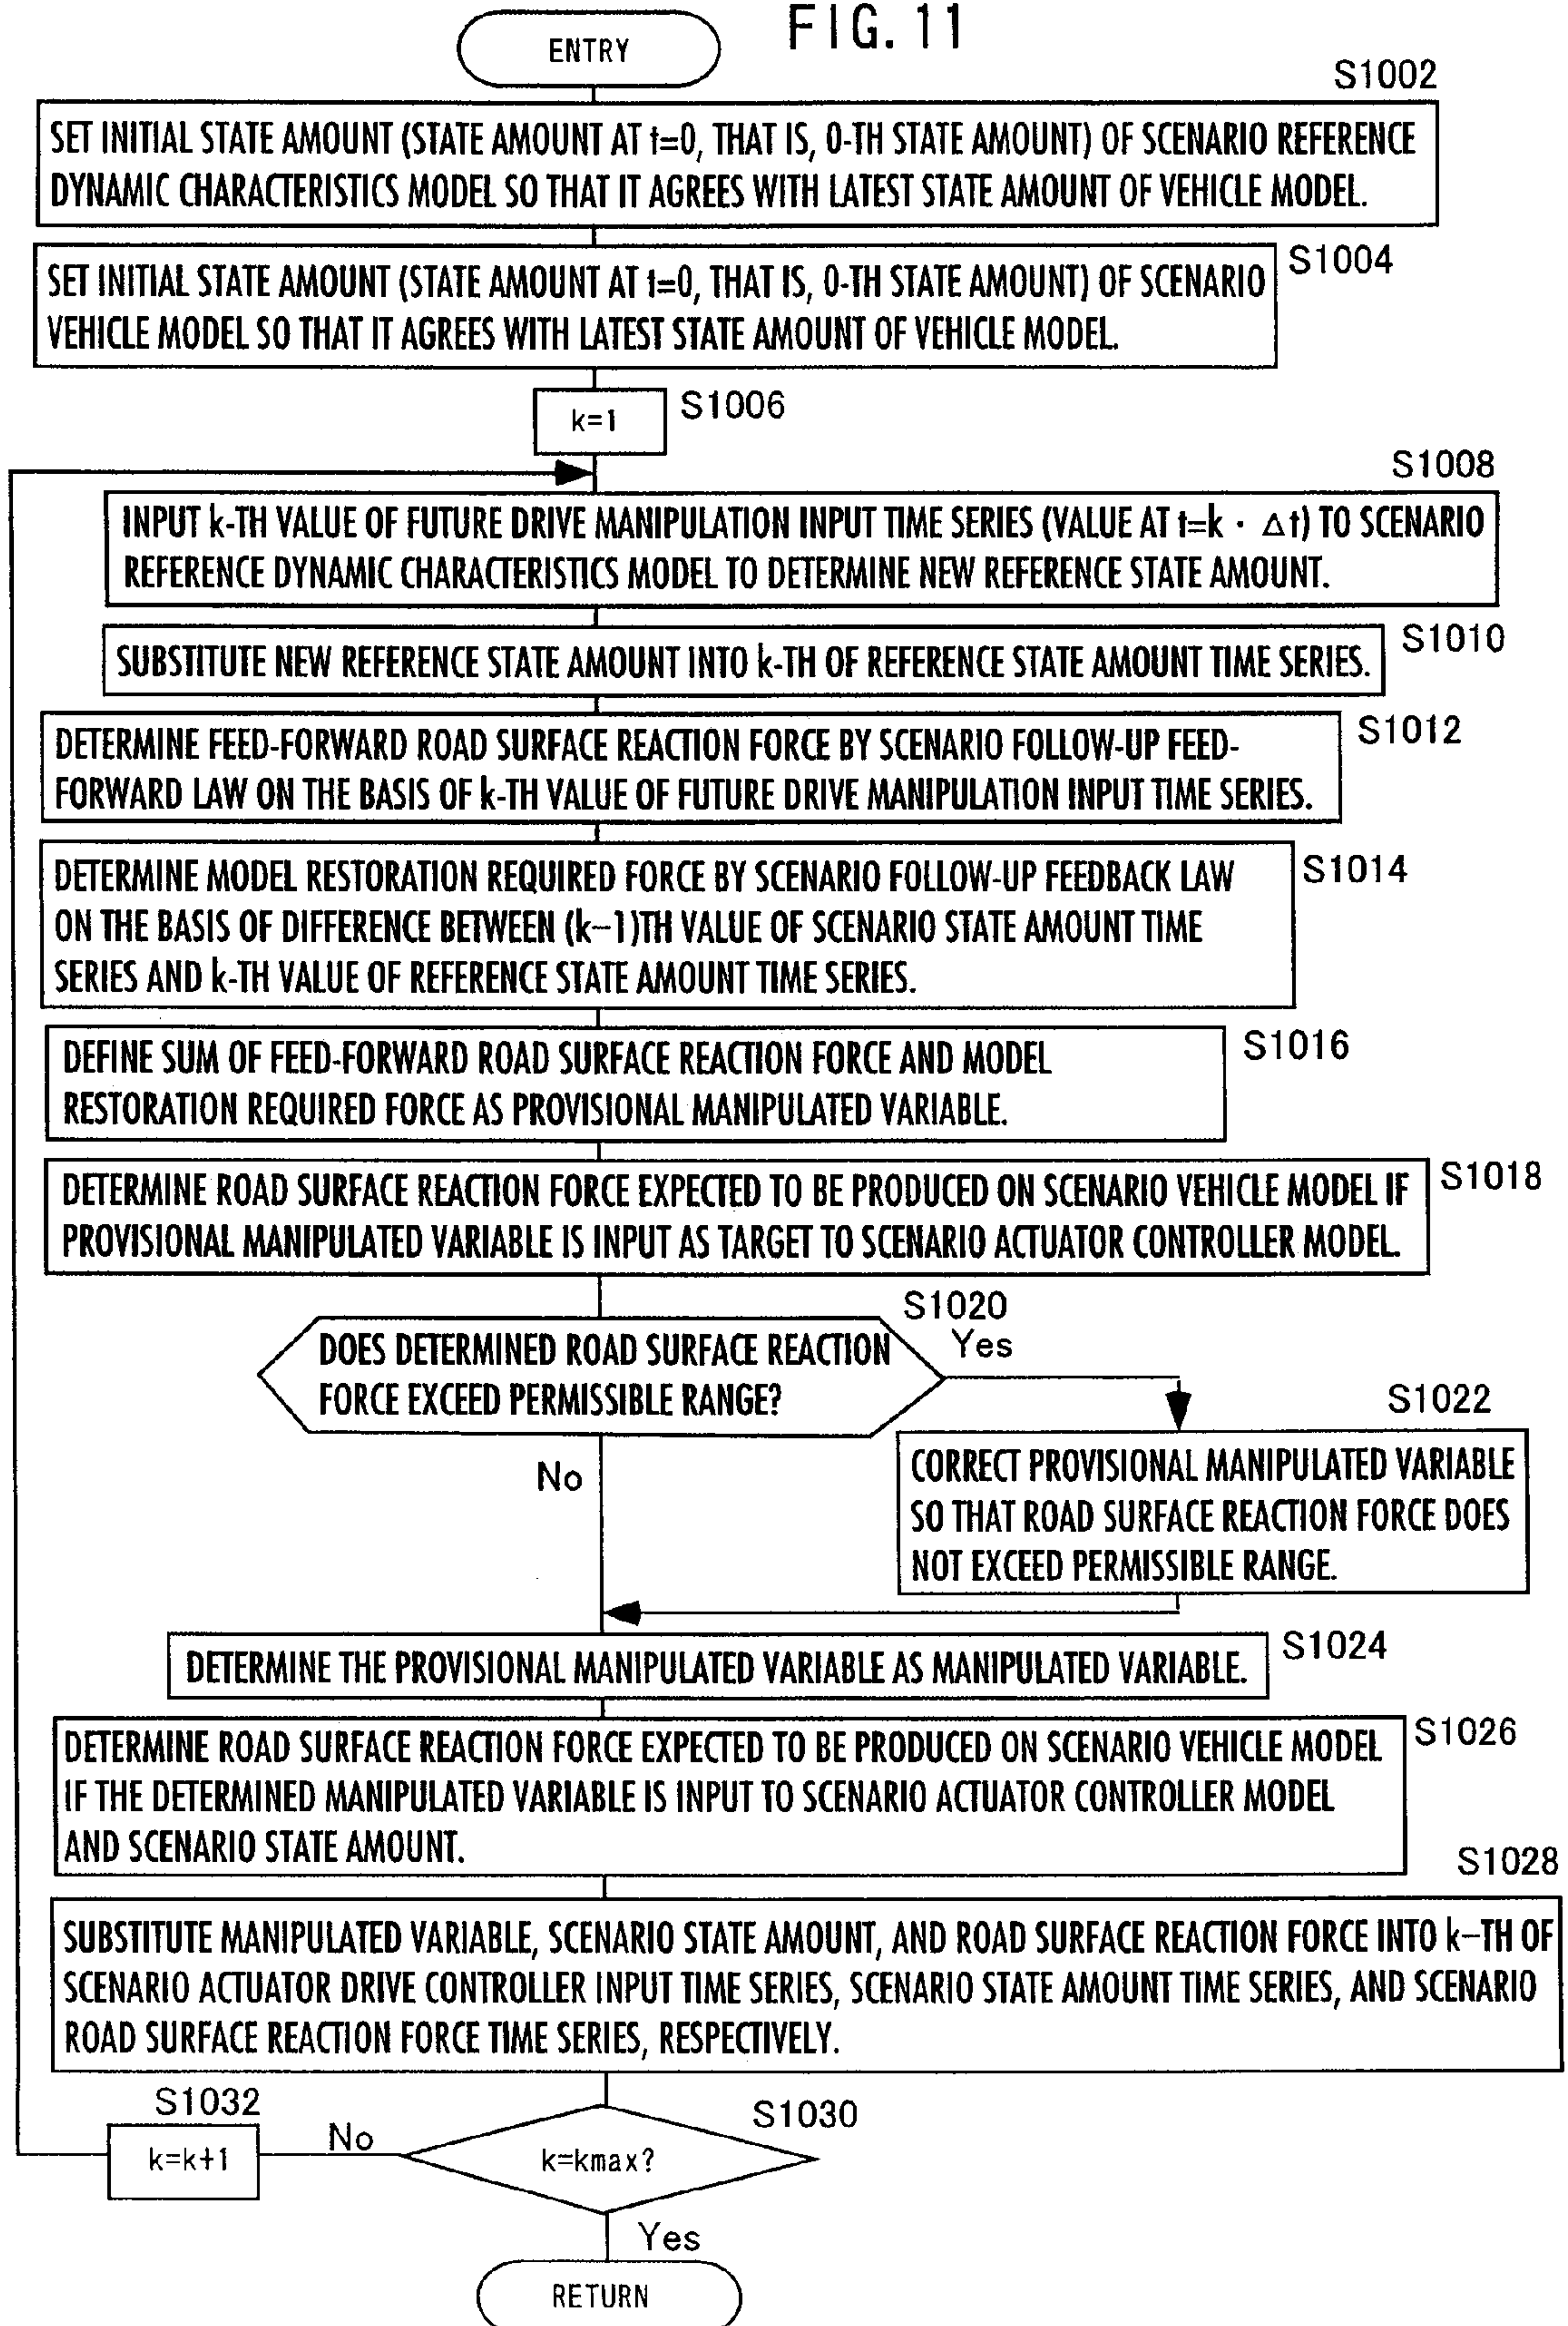 FIG. 11
ENTRY
S1002
SET INITIAL STATE AMOUNT (STATE AMOUNT AT t=0, THAT IS, 0-TH STATE AMOUNT) OF SCENARIO REFERENCE
DYNAMIC CHARACTERISTICS MODEL SO THAT IT AGREES WITH LATEST STATE AMOUNT OF VEHICLE MODEL.
S1004
SET INITIAL STATE AMOUNT (STATE AMOUNT AT t=0, THAT IS, 0-TH STATE AMOUNT) OF SCENARIO
VEHICLE MODEL SO THAT IT AGREES WITH LATEST STATE AMOUNT OF VEHICLE MODEL.
S1006
k=1
S1008
INPUT k-TH VALUE OF FUTURE DRIVE MANIPULATION INPUT TIME SERIES (VALUE AT t=k · Δt) TO SCENARIO
REFERENCE DYNAMIC CHARACTERISTICS MODEL TO DETERMINE NEW REFERENCE STATE AMOUNT.
S1010
SUBSTITUTE NEW REFERENCE STATE AMOUNT INTO k-TH OF REFERENCE STATE AMOUNT TIME SERIES.
S1012
DETERMINE FEED-FORWARD ROAD SURFACE REACTION FORCE BY SCENARIO FOLLOW-UP FEED-
FORWARD LAW ON THE BASIS OF k-TH VALUE OF FUTURE DRIVE MANIPULATION INPUT TIME SERIES.
S1014
DETERMINE MODEL RESTORATION REQUIRED FORCE BY SCENARIO FOLLOW-UP FEEDBACK LAW
ON THE BASIS OF DIFFERENCE BETWEEN (k-1)TH VALUE OF SCENARIO STATE AMOUNT TIME
SERIES AND k-TH VALUE OF REFERENCE STATE AMOUNT TIME SERIES.
S1016
DEFINE SUM OF FEED-FORWARD ROAD SURFACE REACTION FORCE AND MODEL
RESTORATION REQUIRED FORCE AS PROVISIONAL MANIPULATED VARIABLE.
S1018
DETERMINE ROAD SURFACE REACTION FORCE EXPECTED TO BE PRODUCED ON SCENARIO VEHICLE MODEL IF
PROVISIONAL MANIPULATED VARIABLE IS INPUT AS TARGET TO SCENARIO ACTUATOR CONTROLLER MODEL.
S1020
DOES DETERMINED ROAD SURFACE REACTION
FORCE EXCEED PERMISSIBLE RANGE?
Yes
S1022
No
CORRECT PROVISIONAL MANIPULATED VARIABLE
SO THAT ROAD SURFACE REACTION FORCE DOES
NOT EXCEED PERMISSIBLE RANGE.
S1024
DETERMINE THE PROVISIONAL MANIPULATED VARIABLE AS MANIPULATED VARIABLE.
S1026
DETERMINE ROAD SURFACE REACTION FORCE EXPECTED TO BE PRODUCED ON SCENARIO VEHICLE MODEL
IF THE DETERMINED MANIPULATED VARIABLE IS INPUT TO SCENARIO ACTUATOR CONTROLLER MODEL
AND SCENARIO STATE AMOUNT.
S1028
SUBSTITUTE MANIPULATED VARIABLE, SCENARIO STATE AMOUNT, AND ROAD SURFACE REACTION FORCE INTO k-TH OF
SCENARIO ACTUATOR DRIVE CONTROLLER INPUT TIME SERIES, SCENARIO STATE AMOUNT TIME SERIES, AND SCENARIO
ROAD SURFACE REACTION FORCE TIME SERIES, RESPECTIVELY.
S1032
k=k+1
No
S1030
k=kmax?
Yes
RETURN